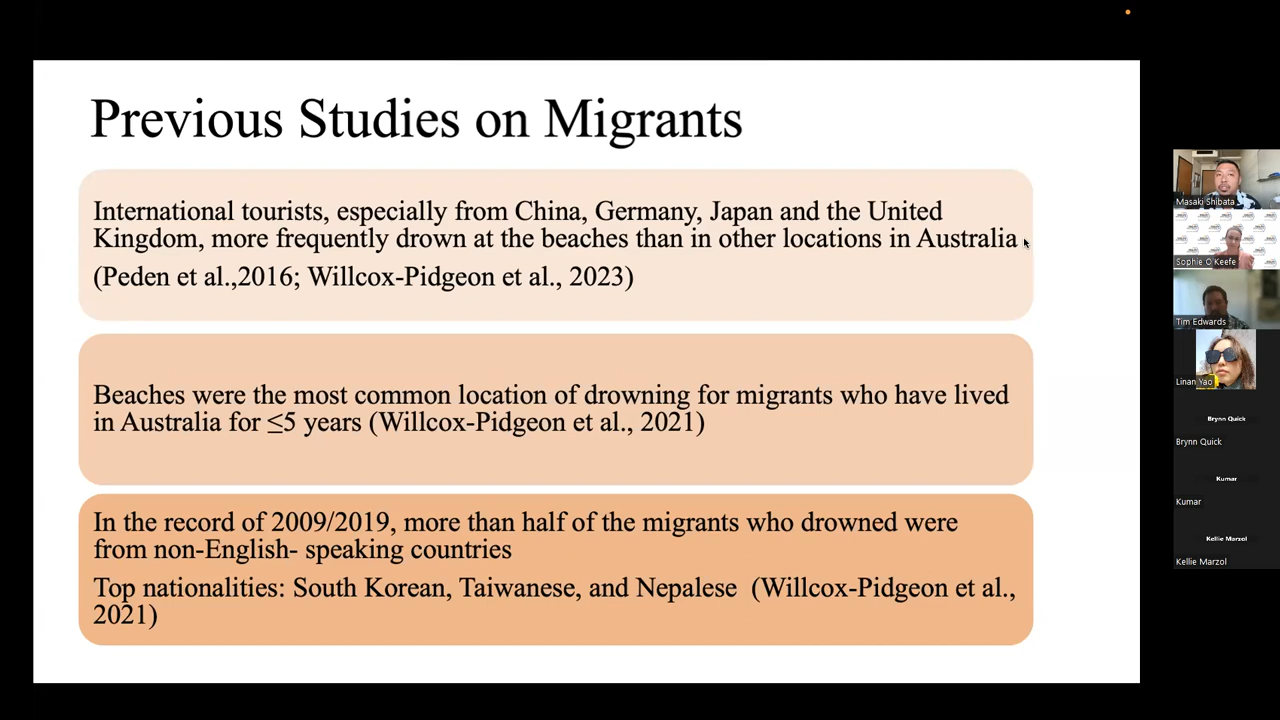 Previous Studies on Migrants
International tourists, especially from China, Germany, Japan and the United
Kingdom, more frequently drown at the beaches than in other locations in Australia
(Peden et al.,2016; Willcox-Pidgeon et al., 2023)
Beaches were the most common location of drowning for migrants who have lived
in Australia for ≤5 years (Willcox-Pidgeon et al., 2021)
In the record of 2009/2019, more than half of the migrants who drowned were
from non-English- speaking countries
Top nationalities: South Korean, Taiwanese, and Nepalese (Willcox-Pidgeon et al.,
2021)
Masaki Shibata
Sophie O Keefe
Tim Edwards
Linan Yao
Brynn Quick
Brynn Quick
Kumar
Kumar
Kellie Marzol
Kellie Marzol